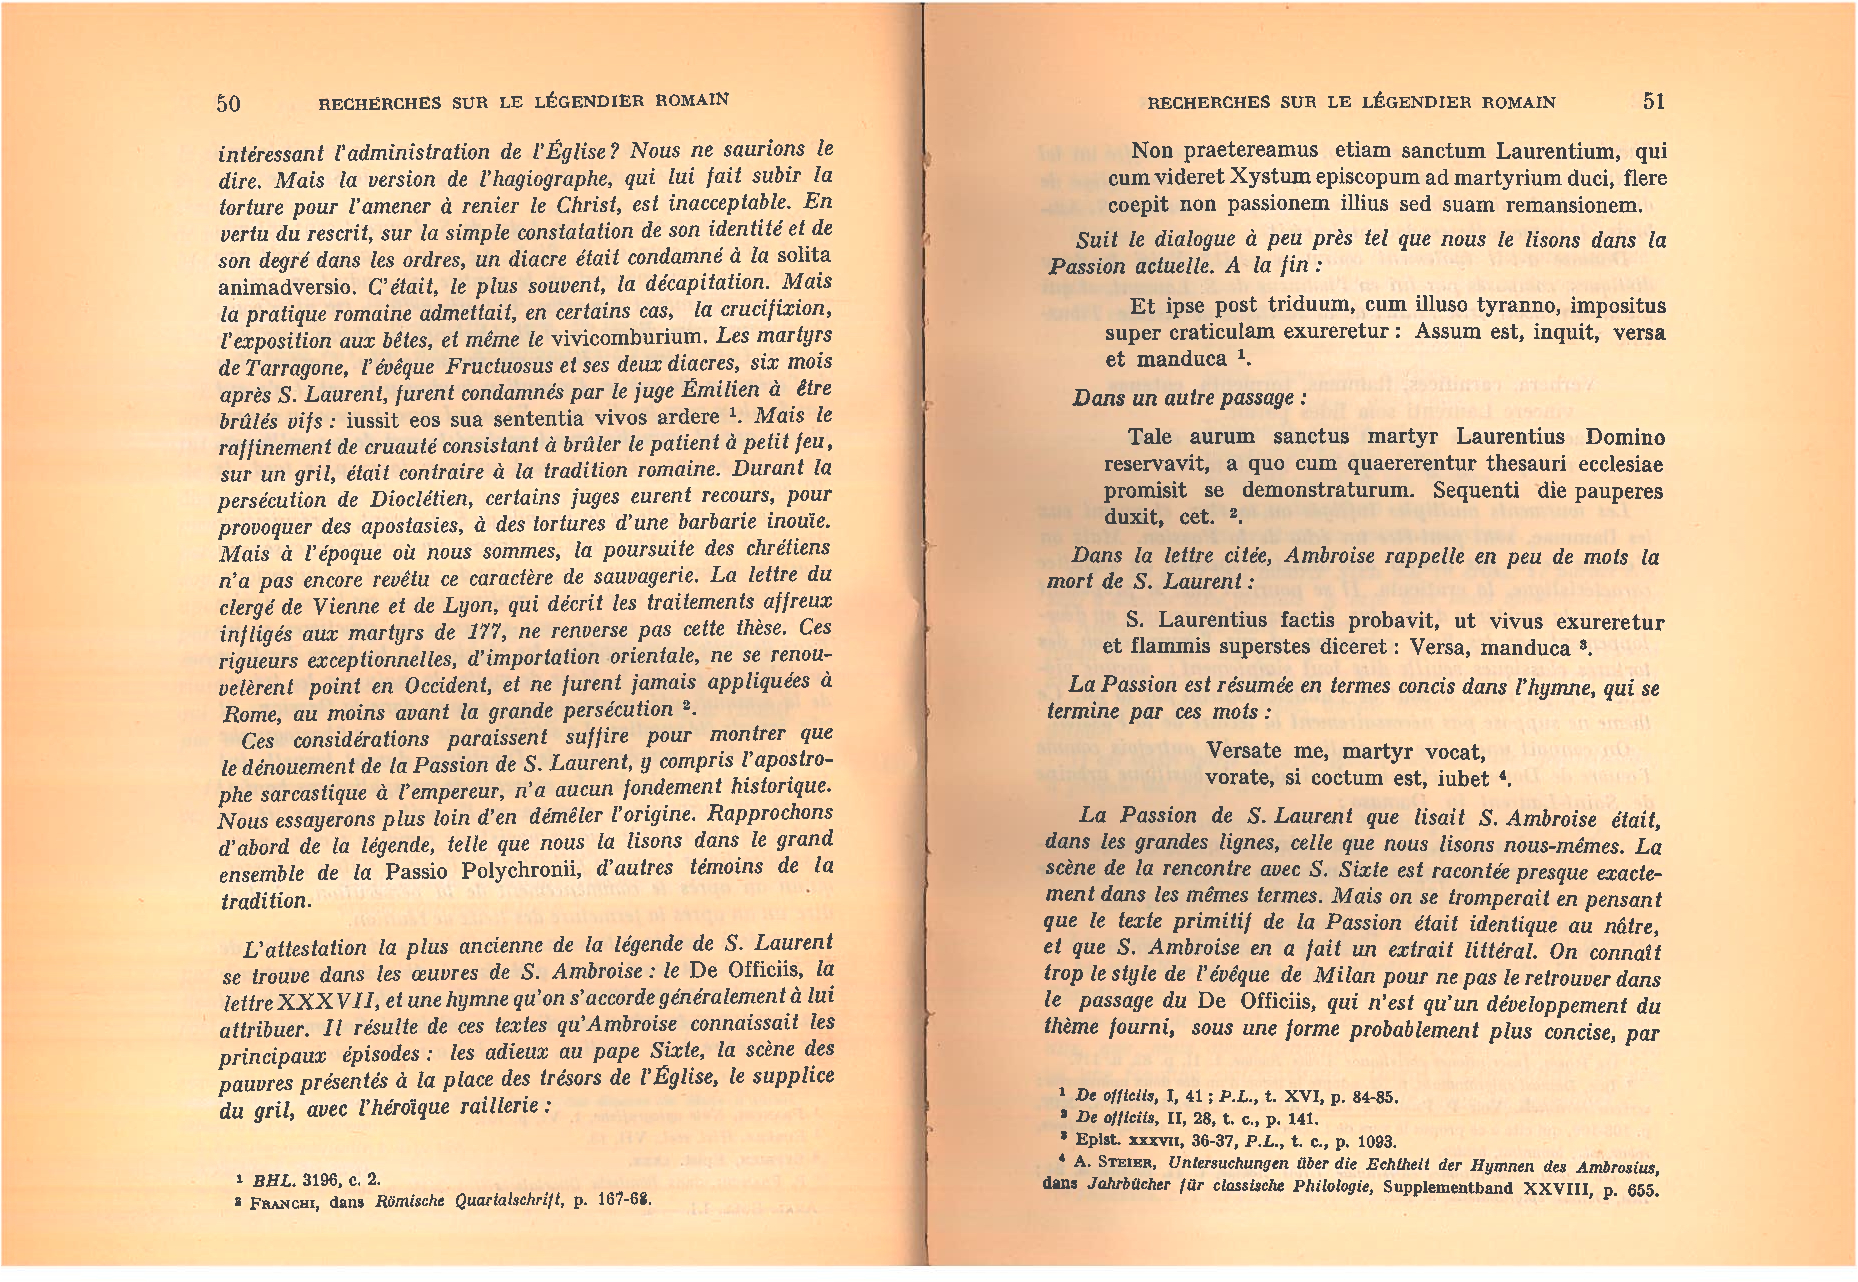 50 RECHERCHES SUR LE LÉGENDIER ROMAIN
intéressant l'administration de l'Église? Nous ne saurions le
dire. Mais la version de l'hagiographe, qui lui fait subir la
torture pour l'amener à renier le Christ, est inacceptable. En
vertu du rescrit, sur la simple constatation de son identité et de
son degré dans les ordres, un diacre était condamné à la solita
animadversio. C'était, le plus souvent, la décapitation. Mais
la pratique romaine admettait, en certains cas, la crucifixion,
l'exposition aux bêtes, et même le vivicomburium. Les martyrs
de Tarragone, l'évêque Fructuosus et ses deux diacres, six mois
après S. Laurent, furent condamnés par le juge Émilien à être
brûlés vifs : iussit eos sua sententia vivos ardere ¹. Mais le
raffinement de cruauté consistant à brûler le patient à petit feu,
sur un gril, était contraire à la tradition romaine. Durant la
persécution de Dioclétien, certains juges eurent recours, pour
provoquer des apostasies, à des tortures d'une barbarie inouïe.
Mais à l'époque où nous sommes, la poursuite des chrétiens
n'a pas encore revêtu ce caractère de sauvagerie. La lettre du
clergé de Vienne et de Lyon, qui décrit les traitements affreux
infligés aux martyrs de 177, ne renverse pas cette thèse. Ces
rigueurs exceptionnelles, d'importation orientale, ne se renou-
velèrent point en Occident, et ne furent jamais appliquées à
Rome, au moins avant la grande persécution ².
Ces considérations paraissent suffire pour montrer que
le dénouement de la Passion de S. Laurent, y compris l'apostro-
phe sarcastique à l'empereur, n'a aucun fondement historique.
Nous essayerons plus loin d'en démêler l'origine. Rapprochons
d'abord de la légende, telle que nous la lisons dans le grand
ensemble de la Passio Polychronii, d'autres témoins de la
tradition.
L'attestation la plus ancienne de la légende de S. Laurent
se trouve dans les œuvres de S. Ambroise : le De Officiis, la
lettre XXXVII, et une hymne qu'on s'accorde généralement à lui
attribuer. Il résulte de ces textes qu'Ambroise connaissait les
principaux épisodes : les adieux au pape Sixte, la scène des
pauvres présentés à la place des trésors de l'Église, le supplice
du gril, avec l'héroïque raillerie :
¹ BHL. 3196, c. 2.
² FRANCHI, dans Römische Quartalschrift, p. 167-68.
RECHERCHES SUR LE LÉGENDIER ROMAIN 51
Non praetereamus etiam sanctum Laurentium, qui
cum videret Xystum episcopum ad martyrium duci, flere
coepit non passionem illius sed suam remansionem.
Suit le dialogue à peu près tel que nous le lisons dans la
Passion actuelle. A la fin :
Et ipse post triduum, cum illuso tyranno, impositus
super craticulam exureretur : Assum est, inquit, versa
et manduca ¹.
Dans un autre passage :
Tale aurum sanctus martyr Laurentius Domino
reservavit, a quo cum quaererentur thesauri ecclesiae
promisit se demonstraturum. Sequenti die pauperes
duxit, cet. ².
Dans la lettre citée, Ambroise rappelle en peu de mots la
mort de S. Laurent :
S. Laurentius factis probavit, ut vivus exureretur
et flammis superstes diceret : Versa, manduca ³.
La Passion est résumée en termes concis dans l'hymne, qui se
termine par ces mots :
Versate me, martyr vocat,
vorate, si coctum est, iubet ⁴.
La Passion de S. Laurent que lisait S. Ambroise était,
dans les grandes lignes, celle que nous lisons nous-mêmes. La
scène de la rencontre avec S. Sixte est racontée presque exacte-
ment dans les mêmes termes. Mais on se tromperait en pensant
que le texte primitif de la Passion était identique au nâtre,
et que S. Ambroise en a fait un extrait littéral. On connaît
trop le style de l'évêque de Milan pour ne pas le retrouver dans
le passage du De Officiis, qui n'est qu'un développement du
thème fourni, sous une forme probablement plus concise, par
¹ De officiis, I, 41 ; P.L., t. XVI, p. 84-85.
² De officiis, II, 28, t. c., p. 141.
³ Epist. XXXVII, 36-37, P.L., t. c., p. 1093.
⁴ A. STEIER, Untersuchungen über die Echtheit der Hymnen des Ambrosius,
dans Jahrbücher für classische Philologie, Supplementband XXVIII, p. 655.